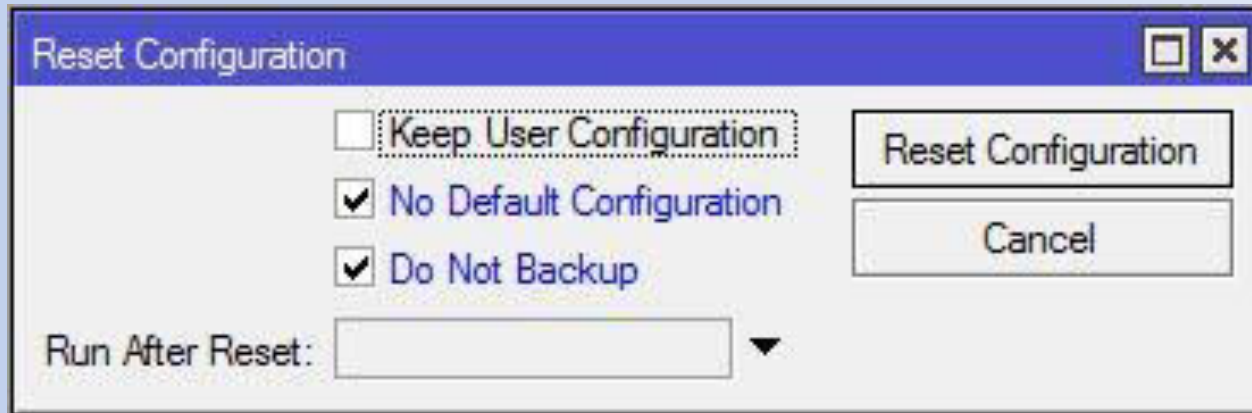 Reset Configuration
Keep User Configuration
Reset Configuration
No Default Configuration
Cancel
Do Not Backup
Run After Reset: